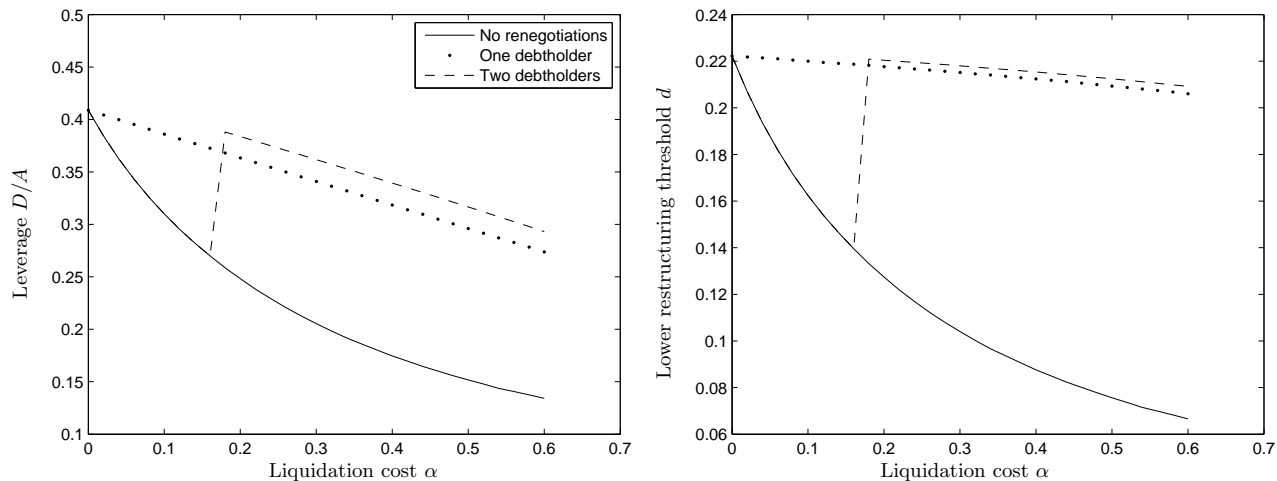 0.5
0.45
0.4
0.35
0.3
0.25
0.2
0.15
0.1
Leverage D/A
0 0.1 0.2 0.3 0.4 0.5 0.6 0.7
Liquidation cost α
No renegotiations
One debtholder
Two debtholders
0.24
0.22
0.2
0.18
0.16
0.14
0.12
0.1
0.08
0.06
Lower restructuring threshold d
0 0.1 0.2 0.3 0.4 0.5 0.6 0.7
Liquidation cost α